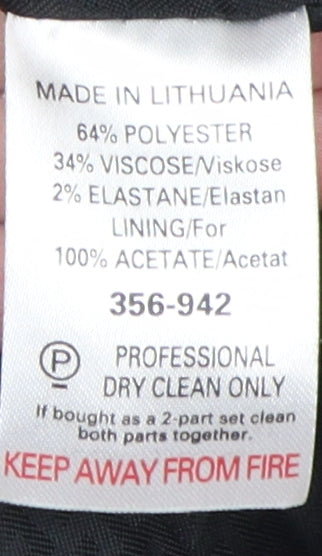 MADE IN LITHUANIA
64% POLYESTER
34% VISCOSE/Viskose
2% ELASTANE/Elastan
LINING/For
100% ACETATE/Acetat
356-942
P PROFESSIONAL
DRY CLEAN ONLY
If bought as a 2-part set clean
both parts together.
KEEP AWAY FROM FIRE